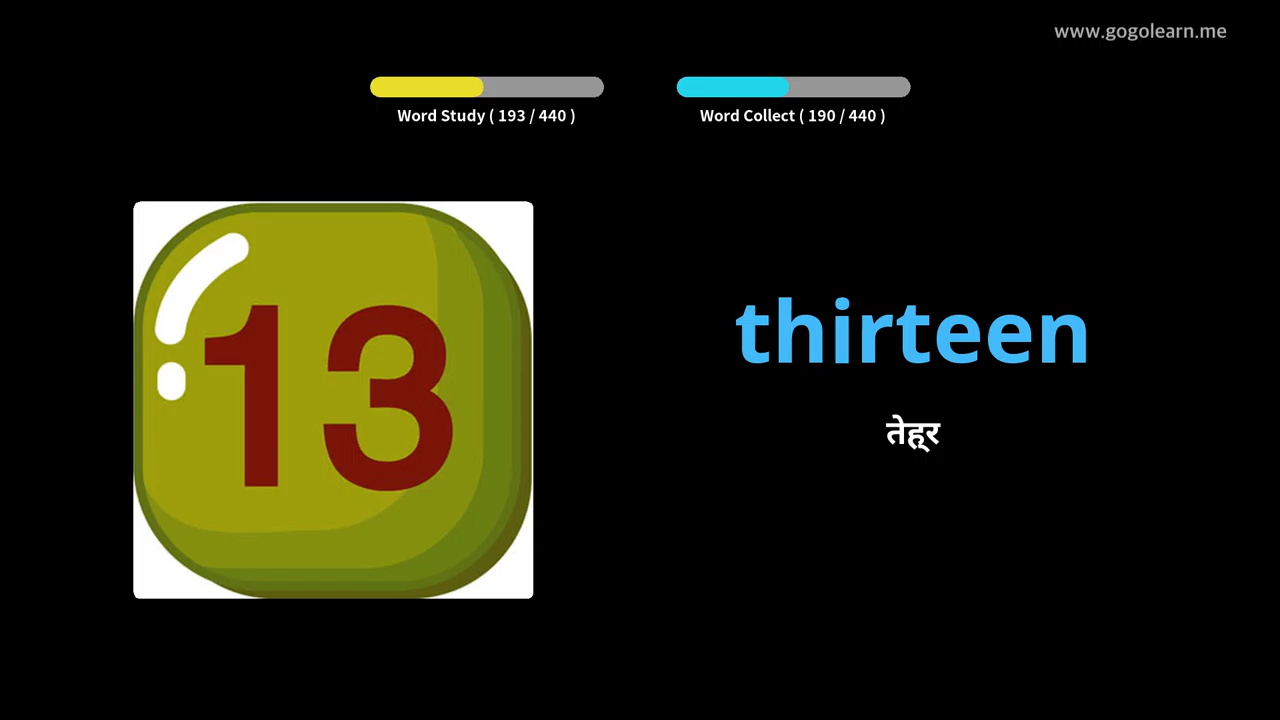 www.gogolearn.me
Word Study ( 193 / 440 )
Word Collect ( 190 / 440 )
13
thirteen
तेह्र